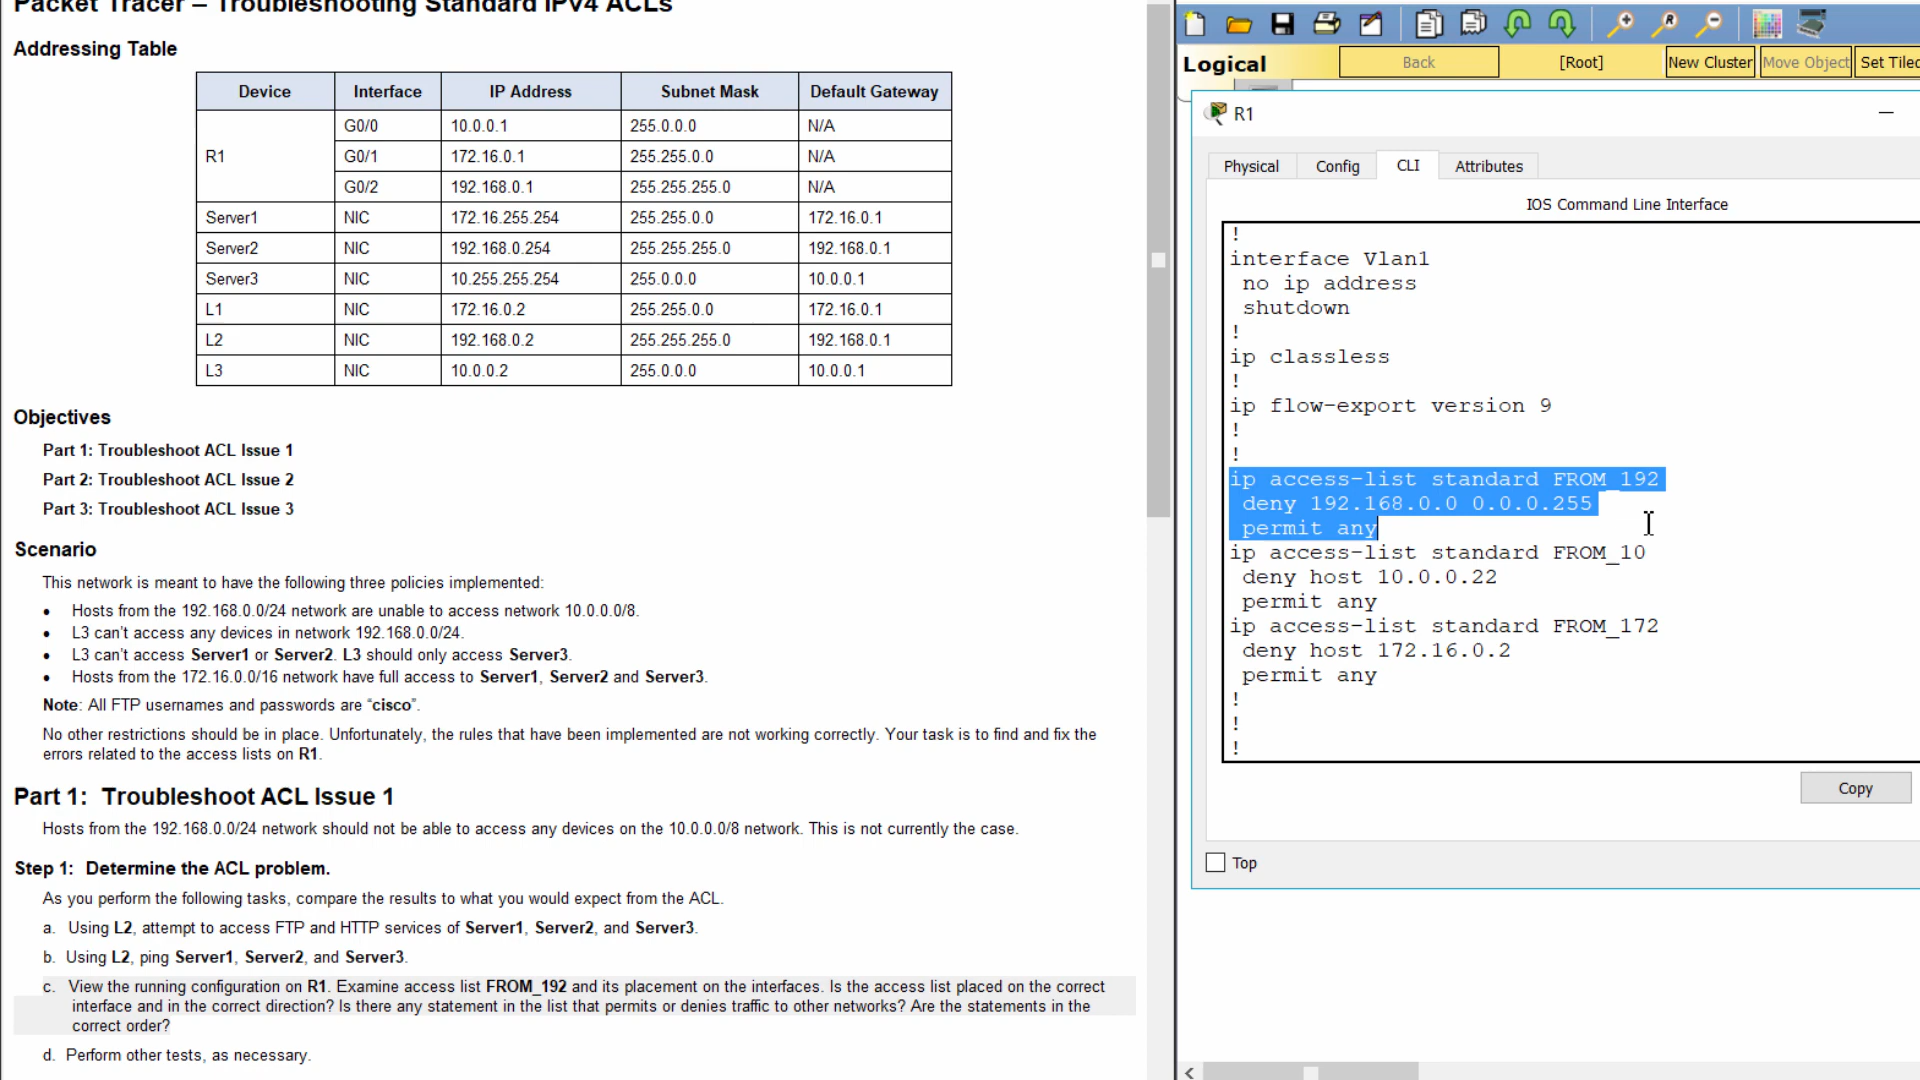 Packet Tracer – Troubleshooting Standard IPv4 ACLs
Addressing Table
Device Interface IP Address Subnet Mask Default Gateway
R1 G0/0 10.0.0.1 255.0.0.0 N/A
G0/1 172.16.0.1 255.255.0.0 N/A
G0/2 192.168.0.1 255.255.255.0 N/A
Server1 NIC 172.16.255.254 255.255.0.0 172.16.0.1
Server2 NIC 192.168.0.254 255.255.255.0 192.168.0.1
Server3 NIC 10.255.255.254 255.0.0.0 10.0.0.1
L1 NIC 172.16.0.2 255.255.0.0 172.16.0.1
L2 NIC 192.168.0.2 255.255.255.0 192.168.0.1
L3 NIC 10.0.0.2 255.0.0.0 10.0.0.1
Objectives
Part 1: Troubleshoot ACL Issue 1
Part 2: Troubleshoot ACL Issue 2
Part 3: Troubleshoot ACL Issue 3
Scenario
This network is meant to have the following three policies implemented:
• Hosts from the 192.168.0.0/24 network are unable to access network 10.0.0.0/8.
• L3 can't access any devices in network 192.168.0.0/24.
• L3 can't access Server1 or Server2. L3 should only access Server3.
• Hosts from the 172.16.0.0/16 network have full access to Server1, Server2 and Server3.
Note: All FTP usernames and passwords are “cisco”.
No other restrictions should be in place. Unfortunately, the rules that have been implemented are not working correctly. Your task is to find and fix the
errors related to the access lists on R1.
Part 1: Troubleshoot ACL Issue 1
Hosts from the 192.168.0.0/24 network should not be able to access any devices on the 10.0.0.0/8 network. This is not currently the case.
Step 1: Determine the ACL problem.
As you perform the following tasks, compare the results to what you would expect from the ACL.
a. Using L2, attempt to access FTP and HTTP services of Server1, Server2, and Server3.
b. Using L2, ping Server1, Server2, and Server3.
c. View the running configuration on R1. Examine access list FROM_192 and its placement on the interfaces. Is the access list placed on the correct
interface and in the correct direction? Is there any statement in the list that permits or denies traffic to other networks? Are the statements in the
correct order?
d. Perform other tests, as necessary.
Logical
Back
[Root]
New Cluster
Move Object
Set Tiled
R1
Physical Config CLI Attributes
IOS Command Line Interface
!
interface Vlan1
no ip address
shutdown
!
ip classless
!
ip flow-export version 9
!
!
ip access-list standard FROM_192
deny 192.168.0.0 0.0.0.255
permit any
ip access-list standard FROM_10
deny host 10.0.0.22
permit any
ip access-list standard FROM_172
deny host 172.16.0.2
permit any
!
!
!
Copy
Top